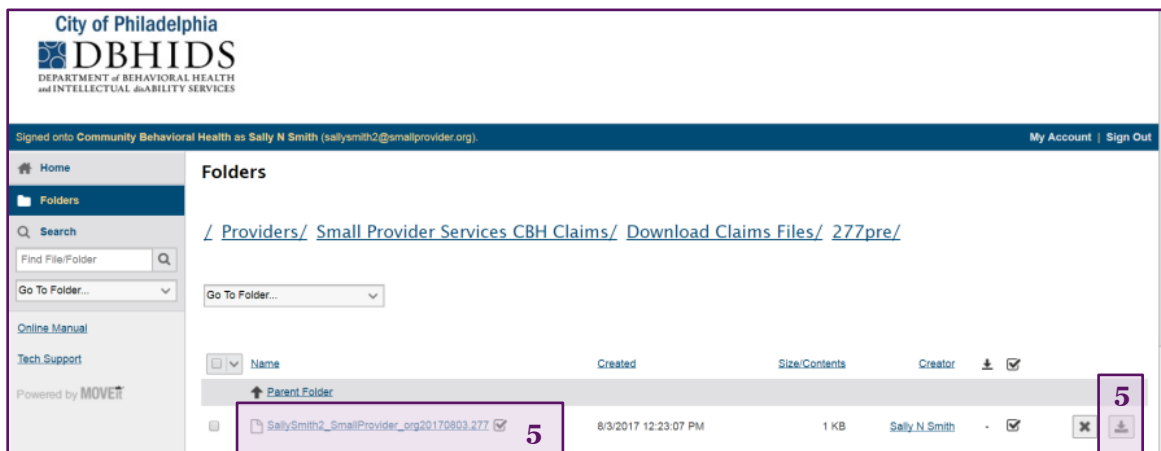 City of Philadelphia
DBHIDS
DEPARTMENT of BEHAVIORAL HEALTH
and INTELLECTUAL disABILITY SERVICES
Signed onto Community Behavioral Health as Sally N Smith (sallysmith2@smallprovider.org). My Account | Sign Out
Home
Folders
Folders
Search
/ Providers/ Small Provider Services CBH Claims/ Download Claims Files/ 277pre/
Find File/Folder
Go To Folder...
Go To Folder...
Online Manual
Tech Support
Name Created Size/Contents Creator
Powered by MOVEit
Parent Folder
5
SallySmith2_SmallProvider_org20170803.277 5 8/3/2017 12:23:07 PM 1 KB Sally N Smith -